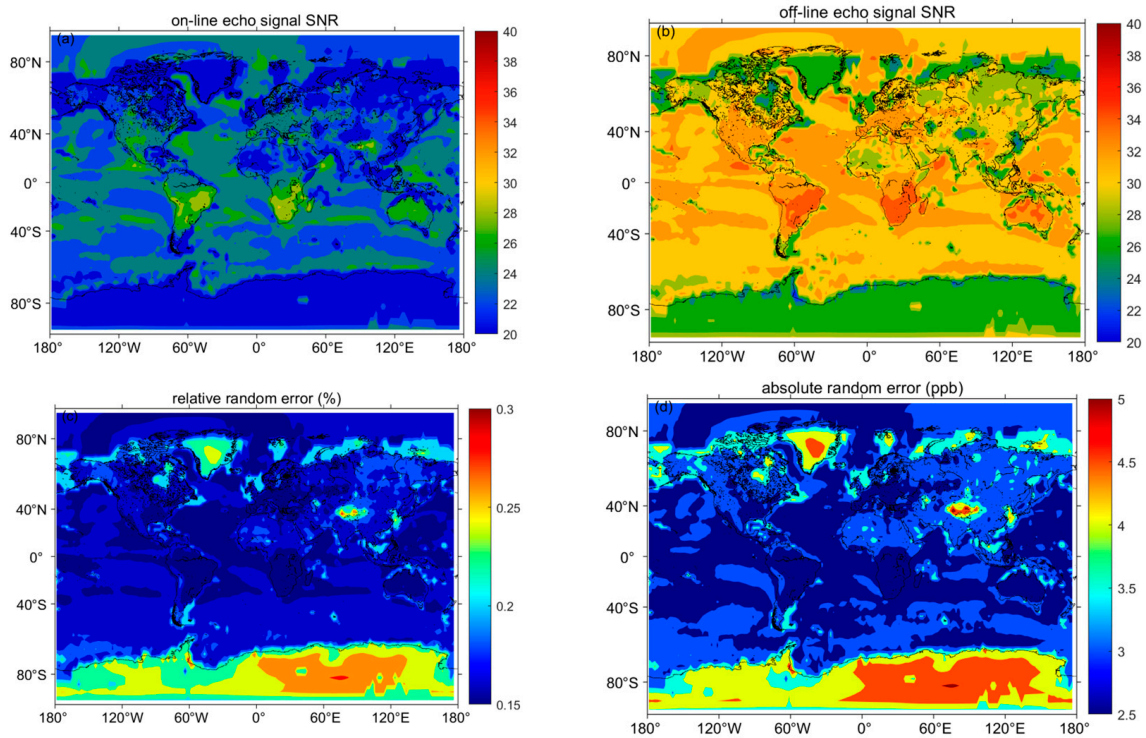 on-line echo signal SNR
(a)
80°N
40°N
0°
40°S
80°S
180° 120°W 60°W 0° 60°E 120°E 180°
40
38
36
34
32
30
28
26
24
22
20
off-line echo signal SNR
(b)
80°N
40°N
0°
40°S
80°S
180° 120°W 60°W 0° 60°E 120°E 180°
40
38
36
34
32
30
28
26
24
22
20
relative random error (%)
(c)
80°N
40°N
0°
40°S
80°S
180° 120°W 60°W 0° 60°E 120°E 180°
0.3
0.25
0.2
0.15
absolute random error (ppb)
(d)
80°N
40°N
0°
40°S
80°S
180° 120°W 60°W 0° 60°E 120°E 180°
5
4.5
4
3.5
3
2.5